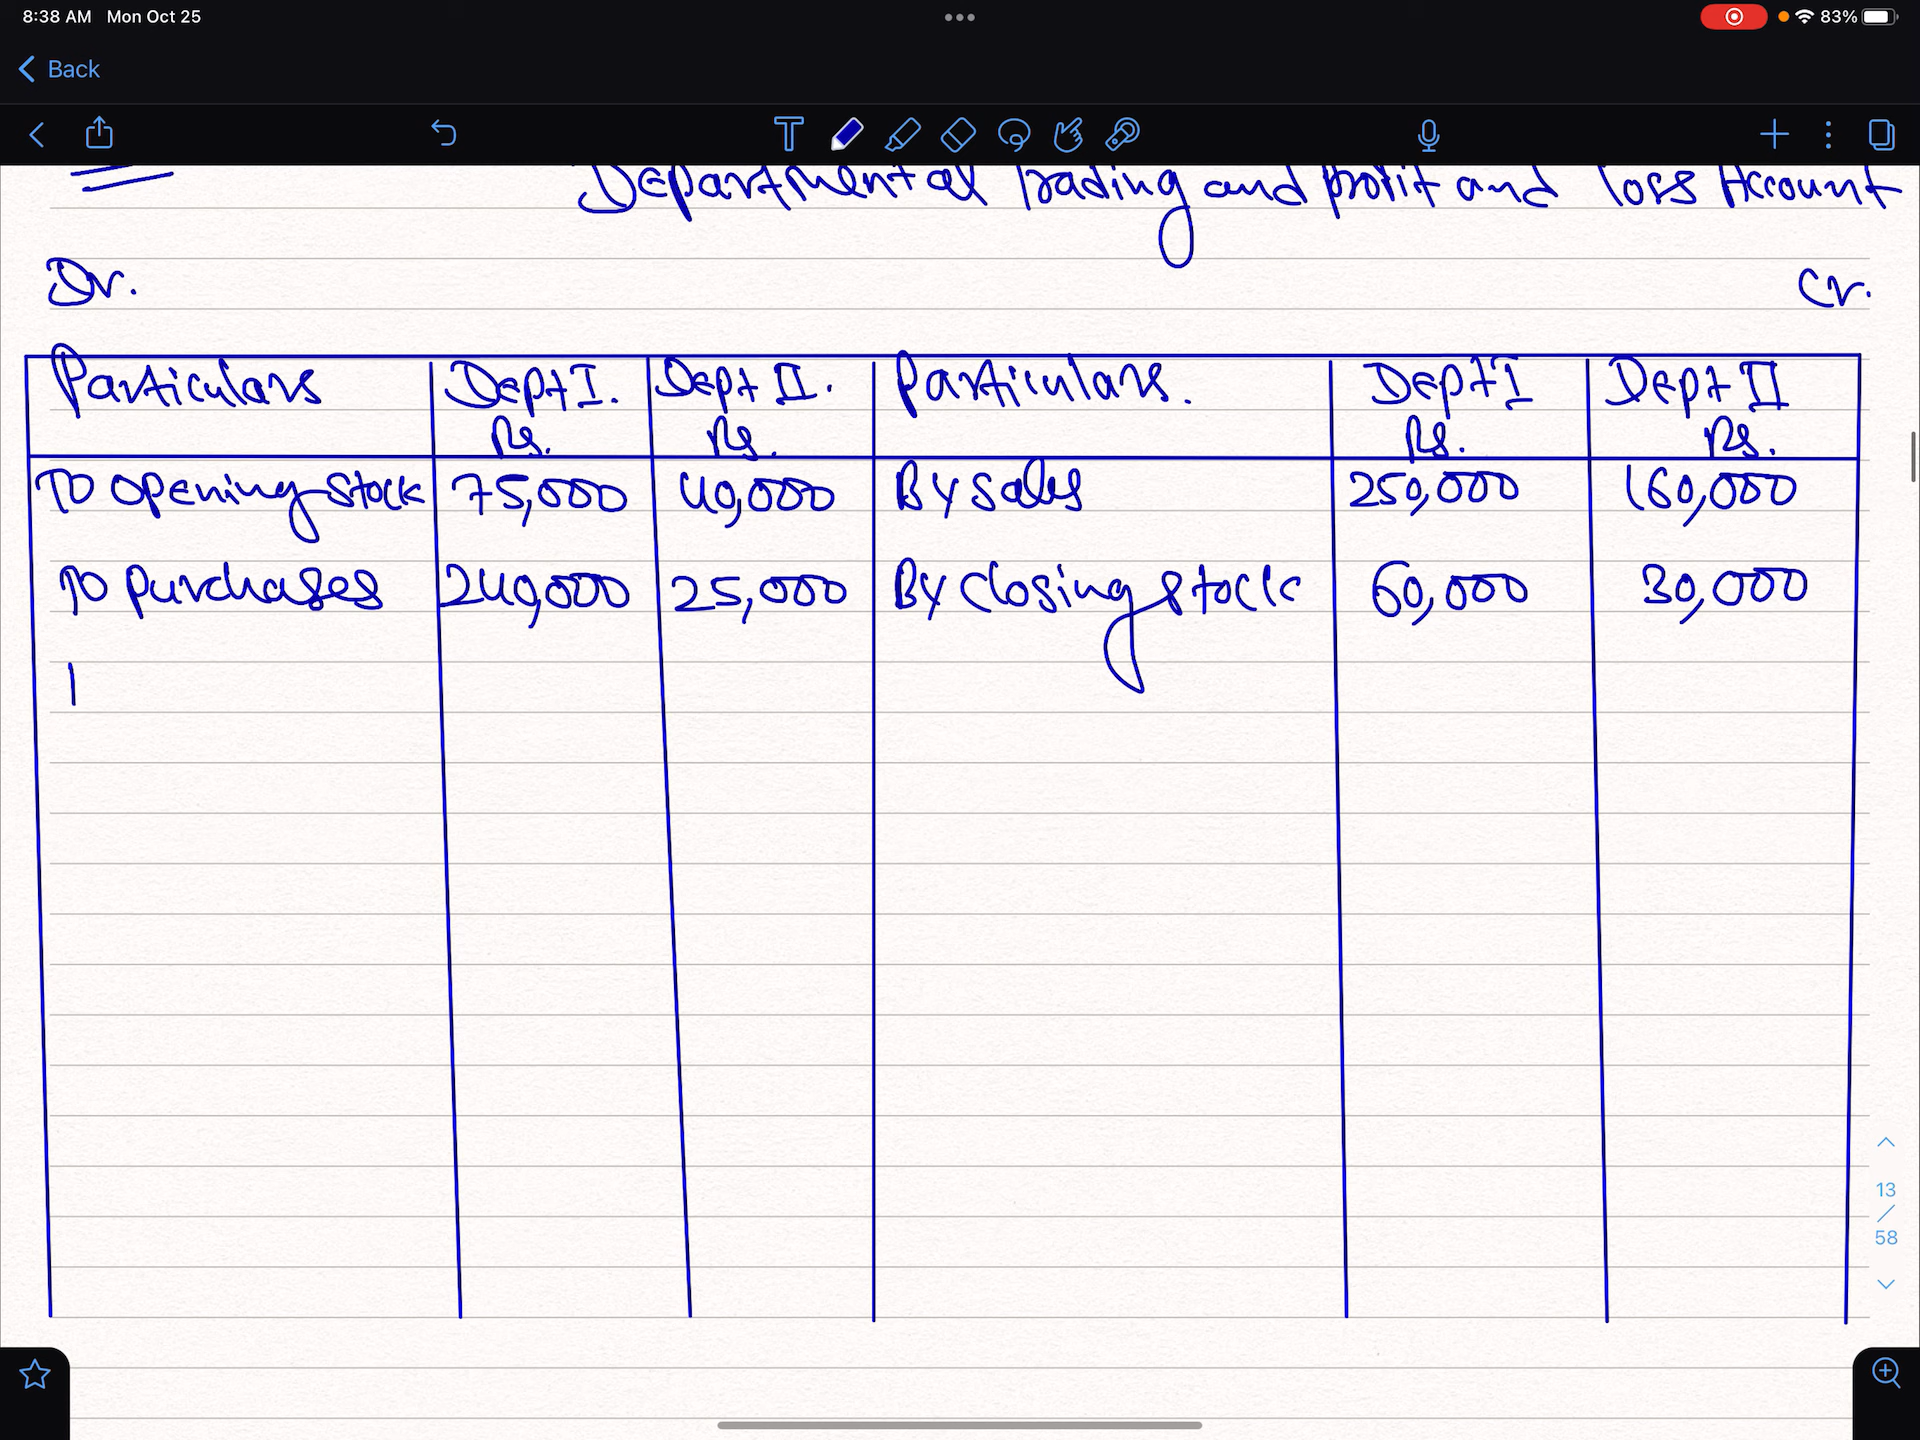 8:38 AM Mon Oct 25
83%
Back
T
Departmental Trading and profit and loss Account
Dr. Cr.
Particulars Dept I. Dept II. Particulars. Dept I Dept II
Rs. Rs. Rs. Rs.
To opening stock 75,000 40,000 By sales 250,000 160,000
To purchases 240,000 25,000 By closing stock 60,000 30,000
13
/
58